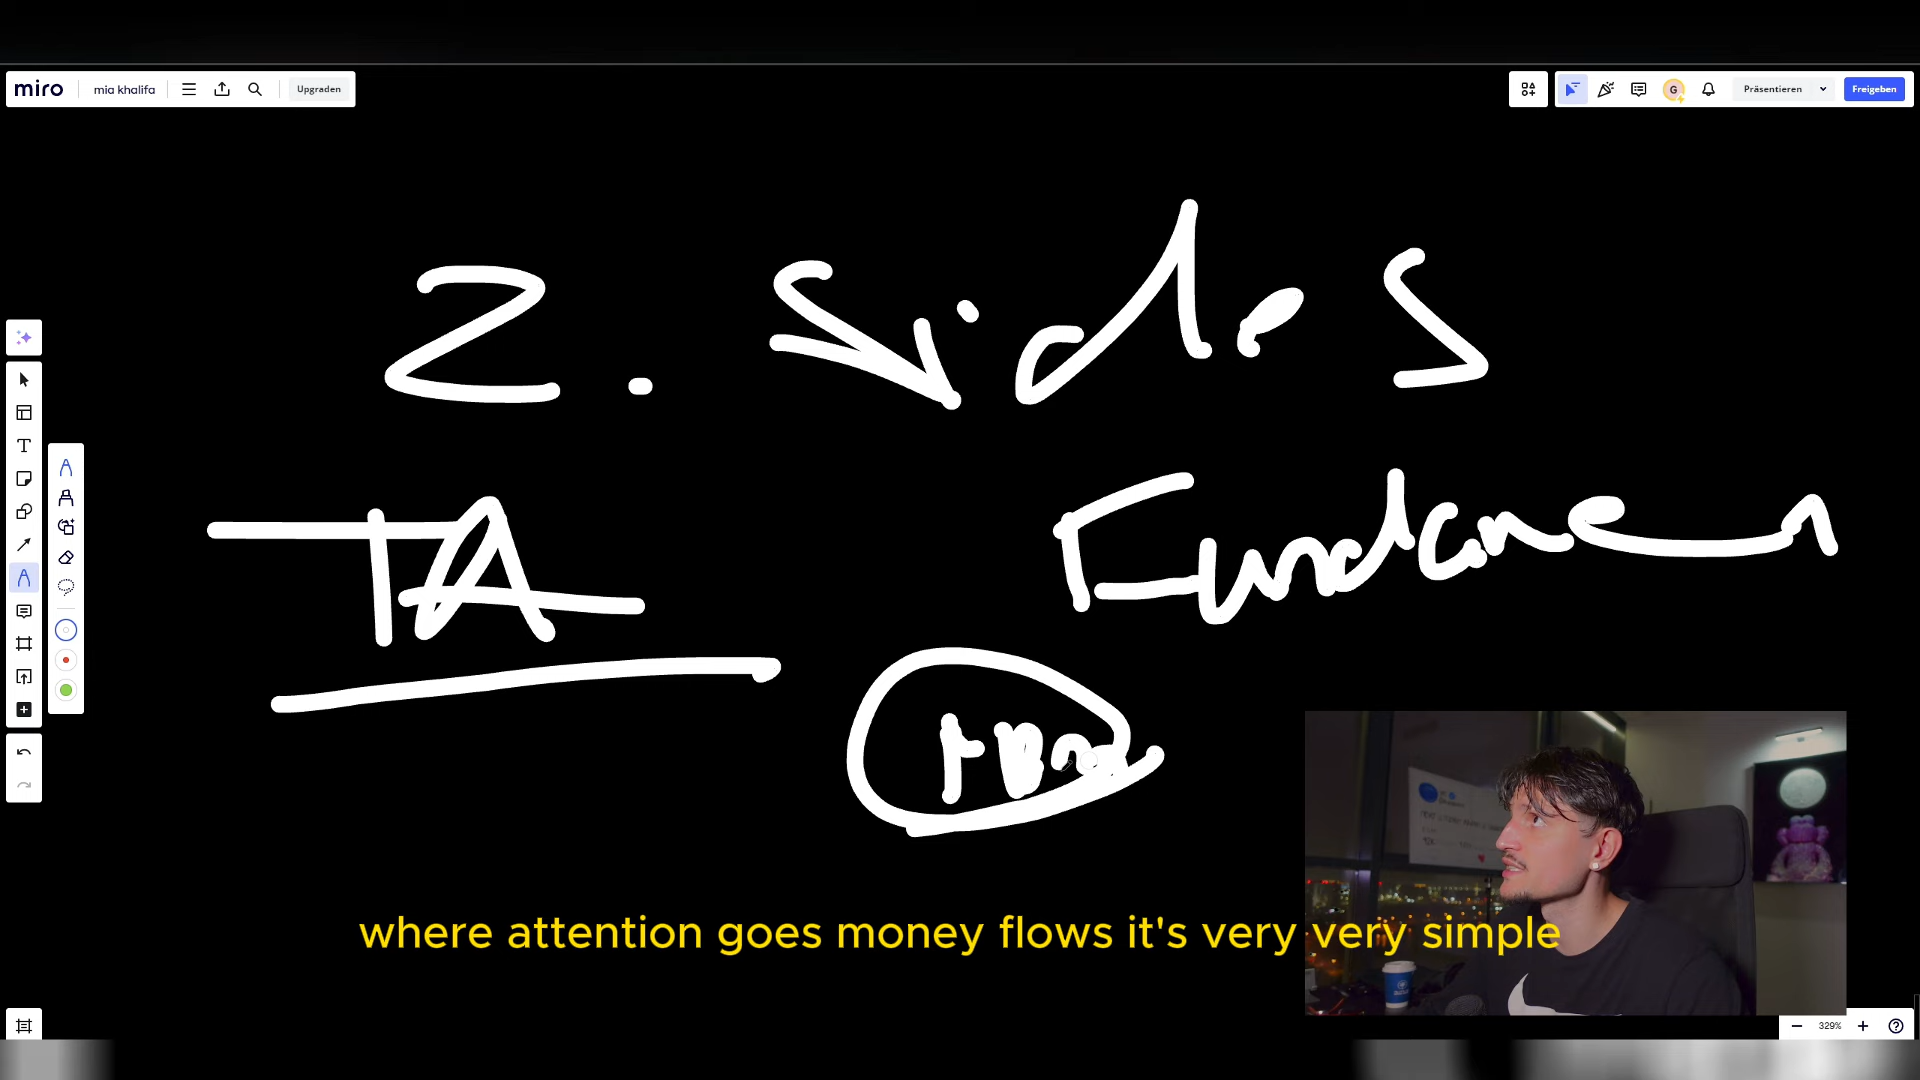 miro
mia khalifa
Upgraden
G
Präsentieren
Freigeben
2. Sides
TA
Fundamen
where attention goes money flows it's very very simple
329%